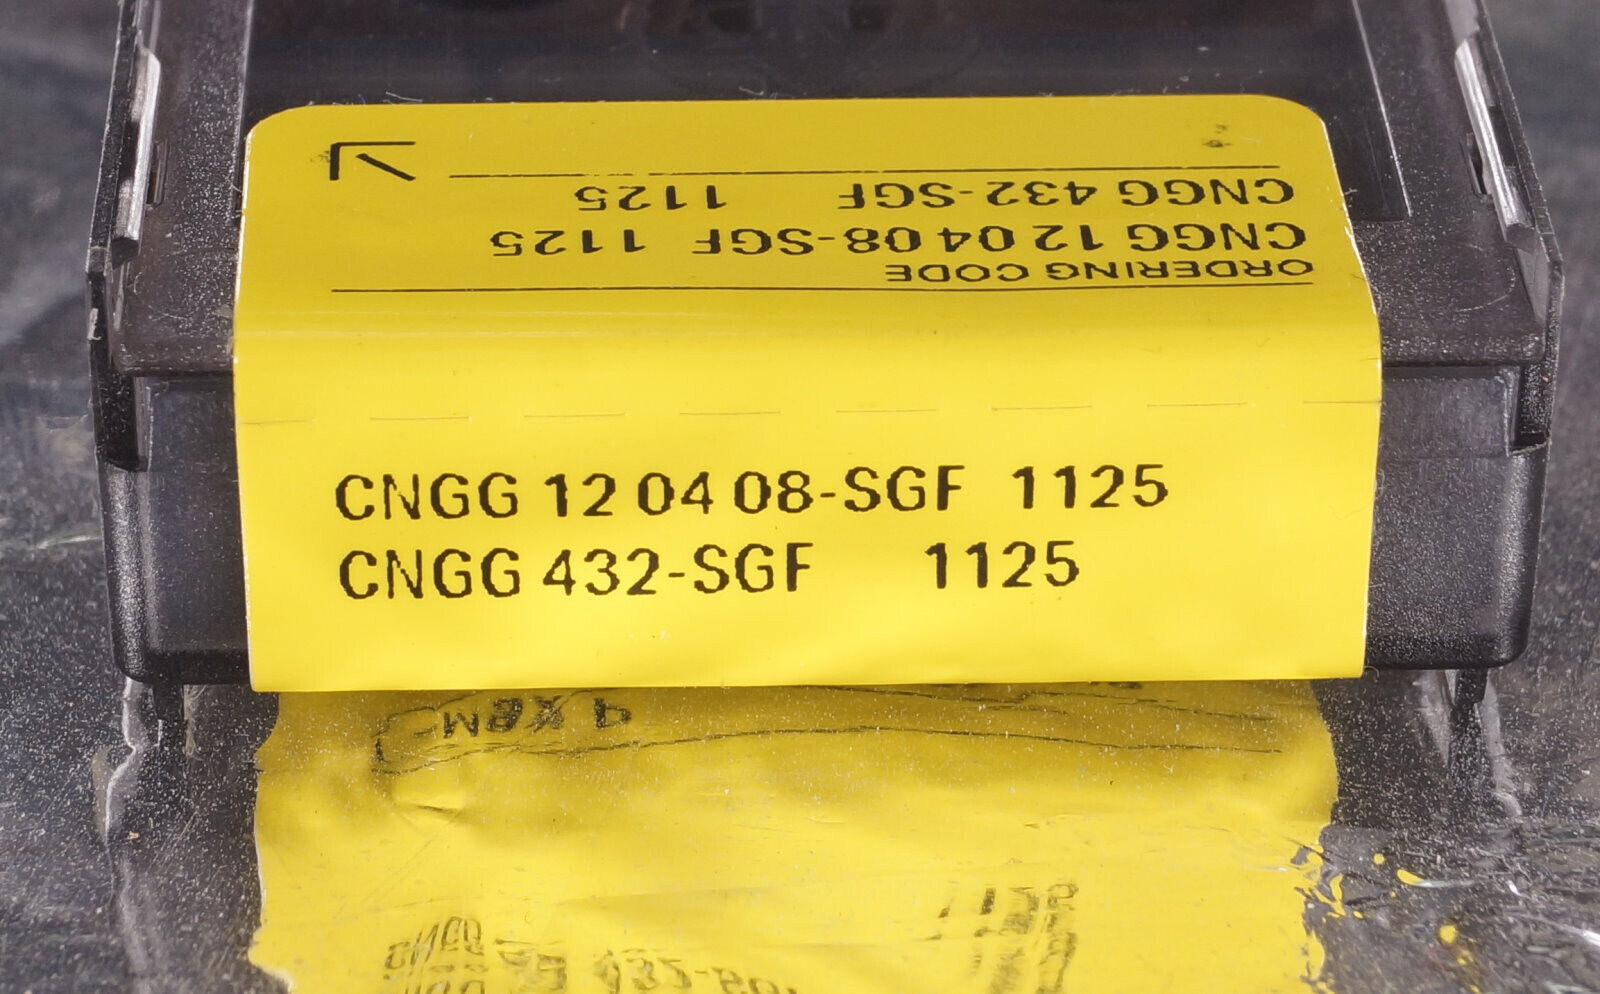 ORDERING CODE
CNGG 12 04 08-SGF 1125
CNGG 432-SGF 1125
CNGG 12 04 08-SGF 1125
CNGG 432-SGF 1125